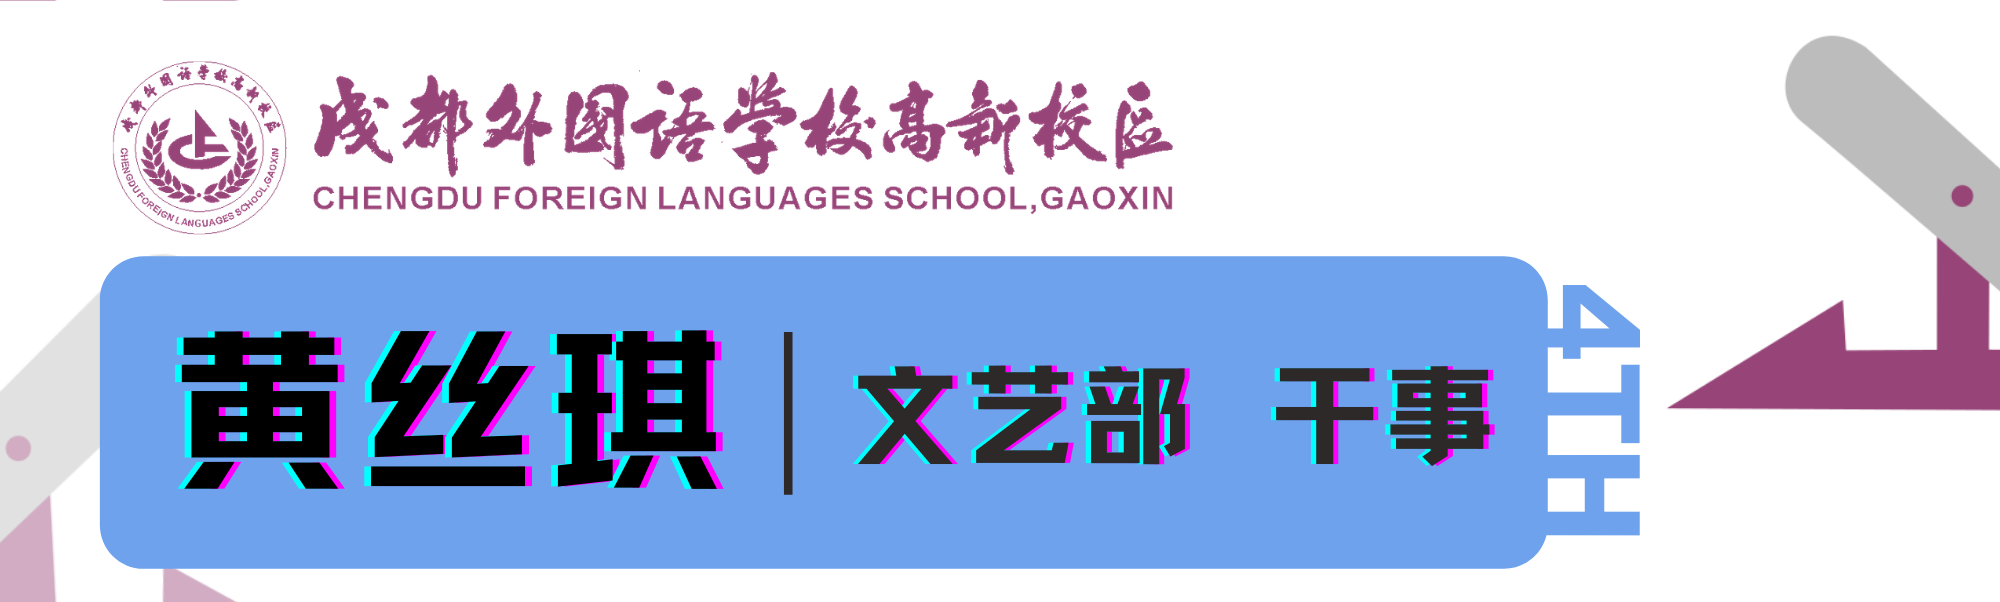 成都外国语学校高新校区
CHENGDU FOREIGN LANGUAGES SCHOOL,GAOXIN
成都外国语学校高新校区
CHENGDU FOREIGN LANGUAGES SCHOOL,GAOXIN
黄丝琪 文艺部 干事
4TH